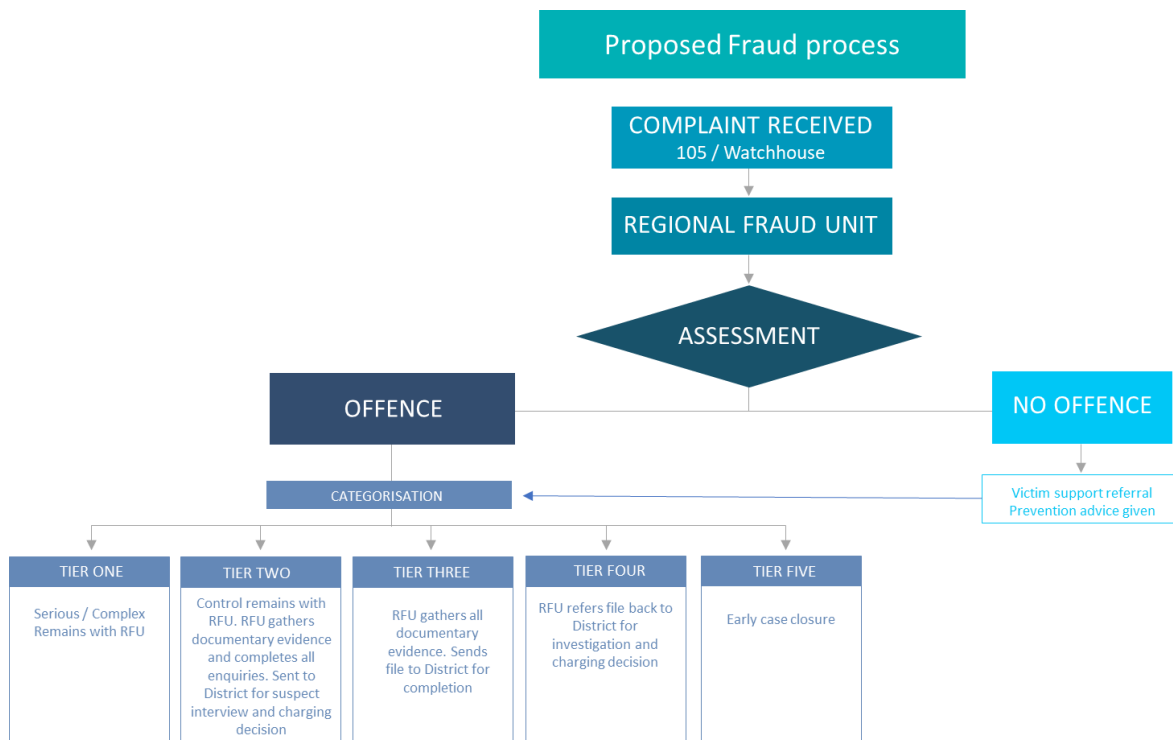 Proposed Fraud process
COMPLAINT RECEIVED
105 / Watchhouse
REGIONAL FRAUD UNIT
ASSESSMENT
OFFENCE
NO OFFENCE
CATEGORISATION
Victim support referral
Prevention advice given
TIER ONE
Serious / Complex
Remains with RFU
TIER TWO
Control remains with
RFU. RFU gathers
documentary evidence
and completes all
enquiries. Sent to
District for suspect
interview and charging
decision
TIER THREE
RFU gathers all
documentary
evidence. Sends
file to District for
completion
TIER FOUR
RFU refers file back to
District for
investigation and
charging decision
TIER FIVE
Early case closure